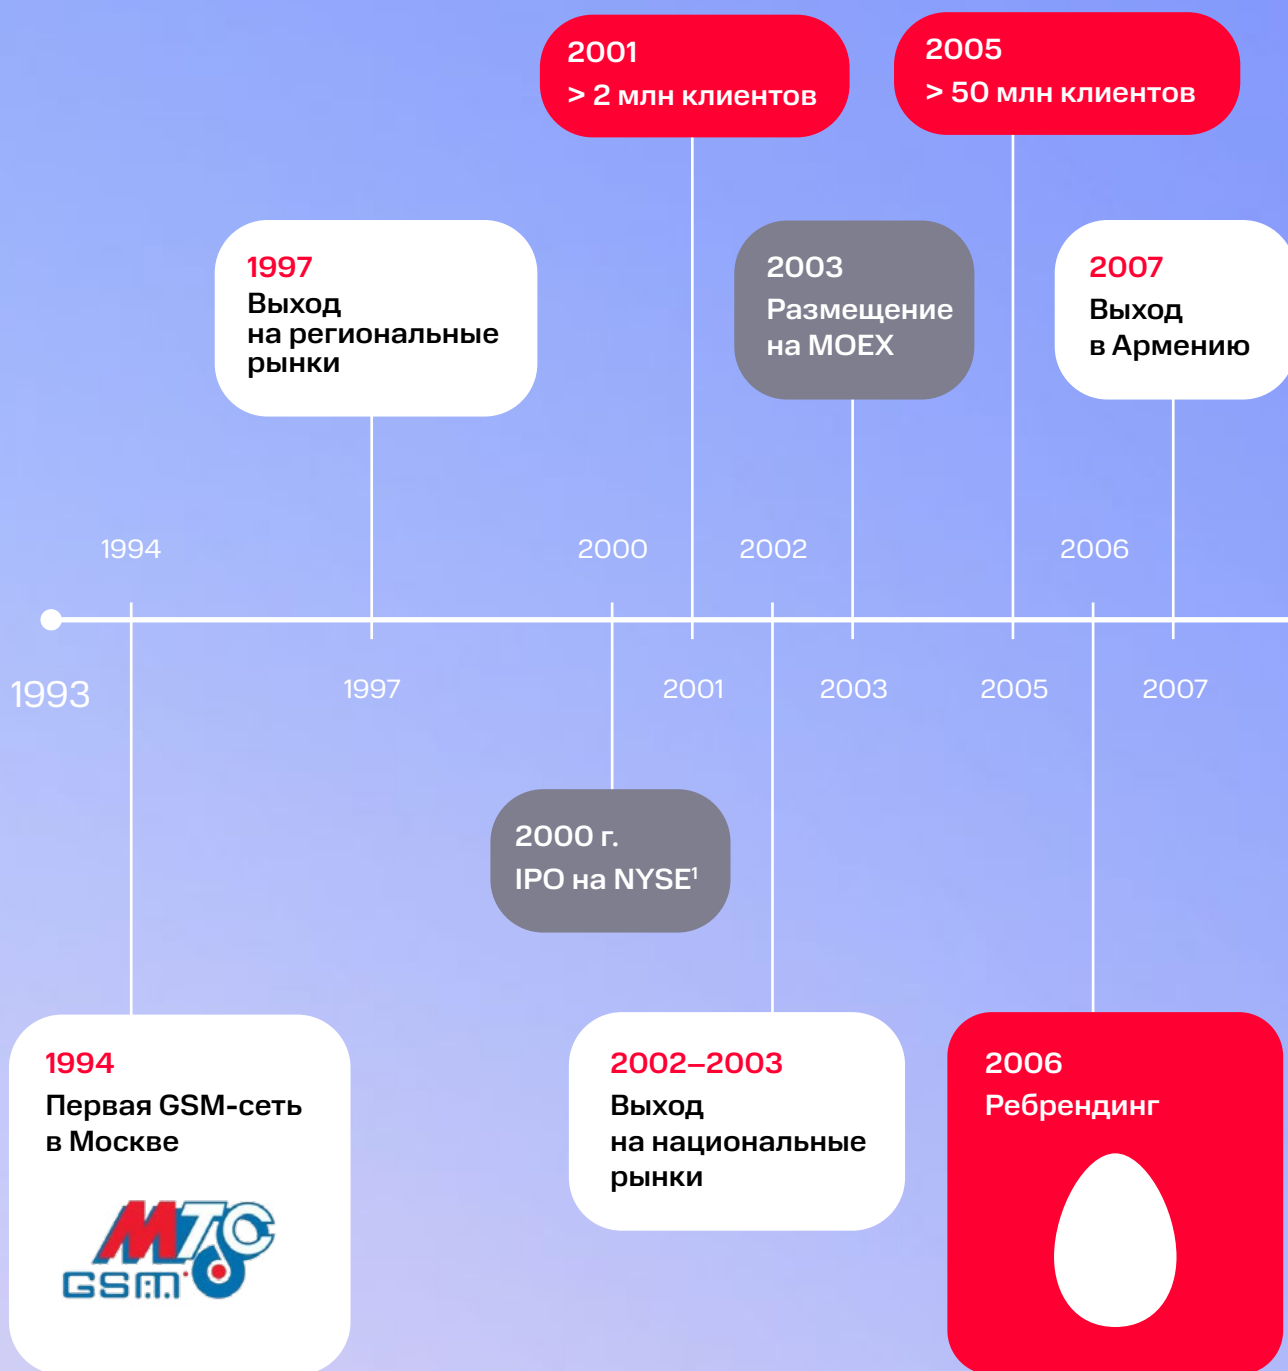 2001
> 2 млн клиентов
2005
> 50 млн клиентов
1997
Выход
на региональные
рынки
2003
Размещение
на MOEX
2007
Выход
в Армению
1994
2000
2002
2006
1993
1997
2001
2003
2005
2007
2000 г.
IPO на NYSE¹
1994
Первая GSM-сеть
в Москве
МТС
GSM
2002–2003
Выход
на национальные
рынки
2006
Ребрендинг